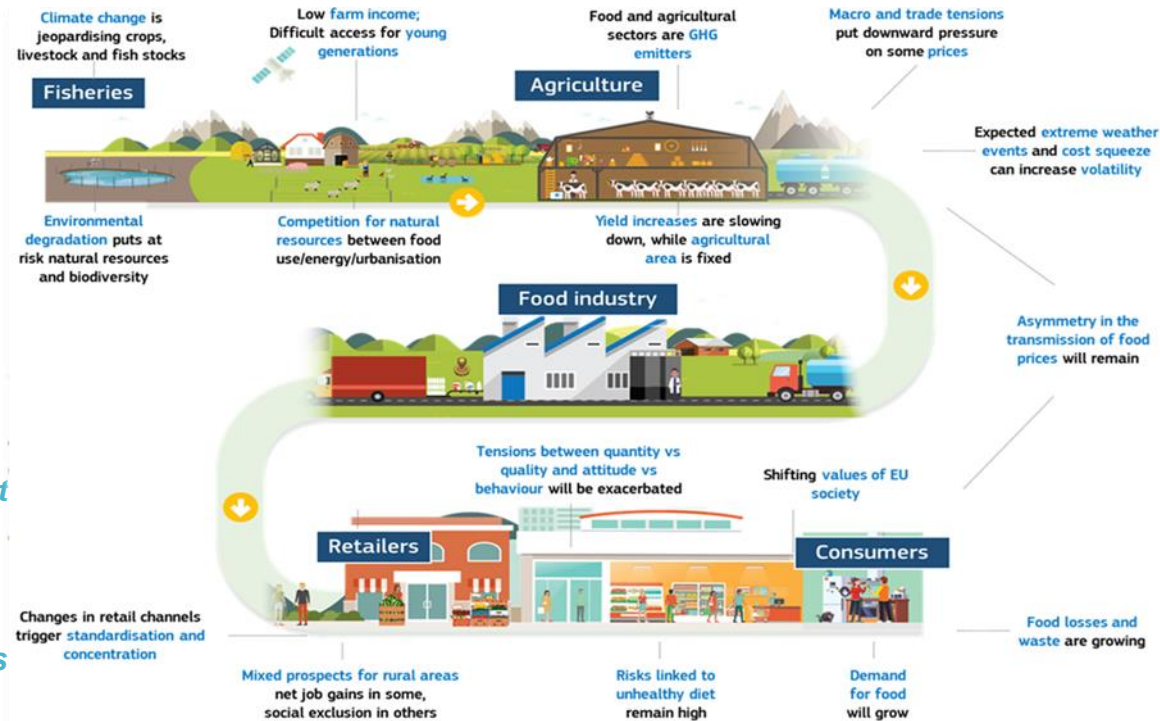 Climate change is
jeopardising crops,
livestock and fish stocks
Low farm income;
Difficult access for young
generations
Food and agricultural
sectors are GHG
emitters
Macro and trade tensions
put downward pressure
on some prices
Fisheries
Agriculture
Expected extreme weather
events and cost squeeze
can increase volatility
Environmental
degradation puts at
risk natural resources
and biodiversity
Competition for natural
resources between food
use/energy/urbanisation
Yield increases are slowing
down, while agricultural
area is fixed
Food industry
Asymmetry in the
transmission of food
prices will remain
Tensions between quantity vs
quality and attitude vs
behaviour will be exacerbated
Shifting values of EU
society
t
Retailers
Consumers
Changes in retail channels
trigger standardisation and
concentration
s
Food losses and
waste are growing
Mixed prospects for rural areas
net job gains in some,
social exclusion in others
Risks linked to
unhealthy diet
remain high
Demand
for food
will grow